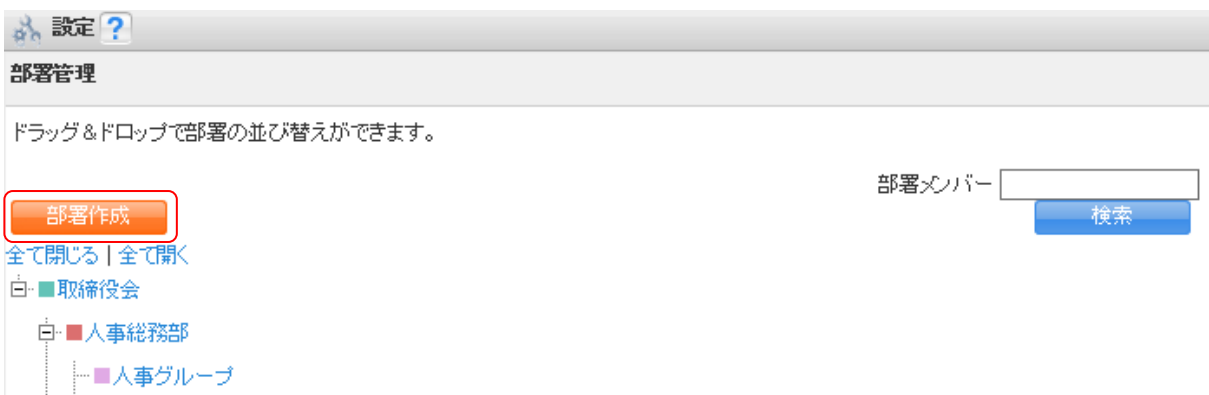 設定 ?
部署管理
ドラッグ＆ドロップで部署の並び替えができます。
部署メンバー
部署作成
検索
全て閉じる | 全て開く
取締役会
人事総務部
人事グループ